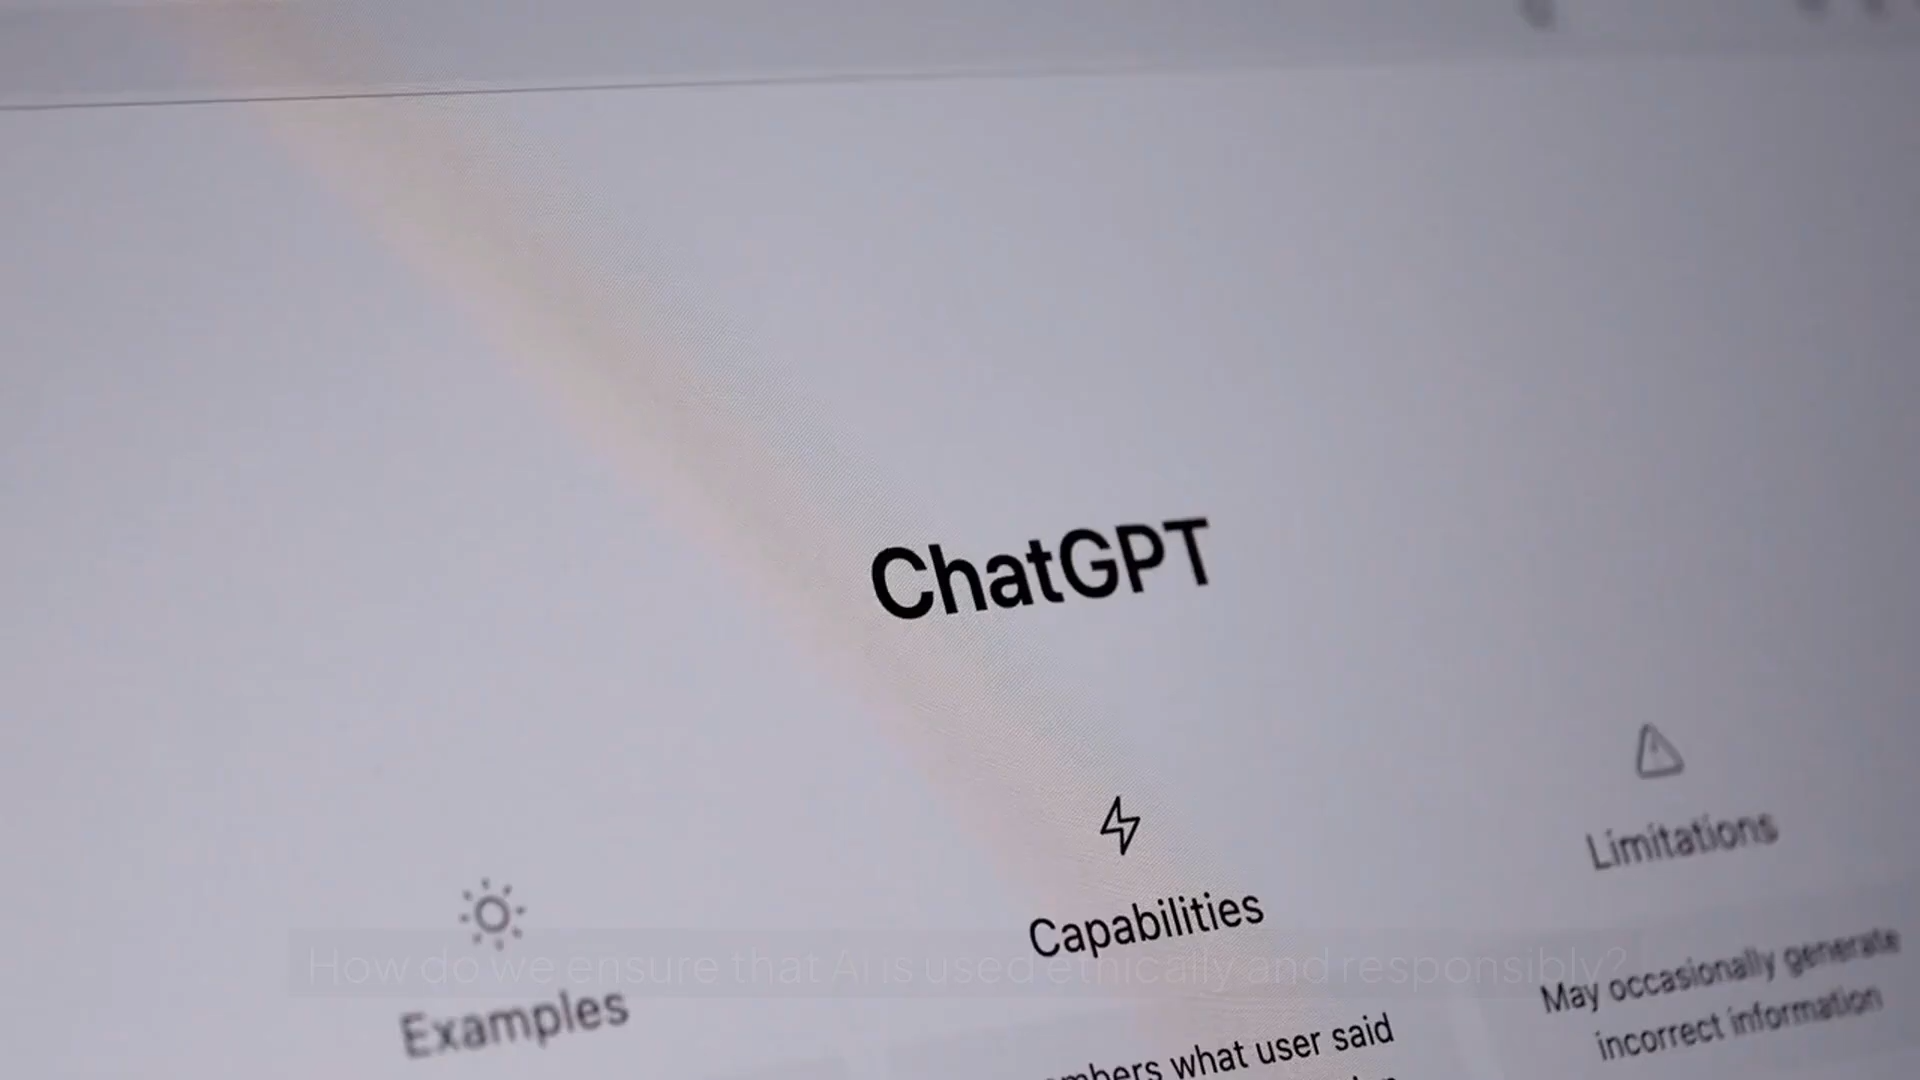 ChatGPT
Examples
Capabilities
Limitations
How do we ensure that AI is used ethically and responsibly?
what user said
May occasionally generate
incorrect information